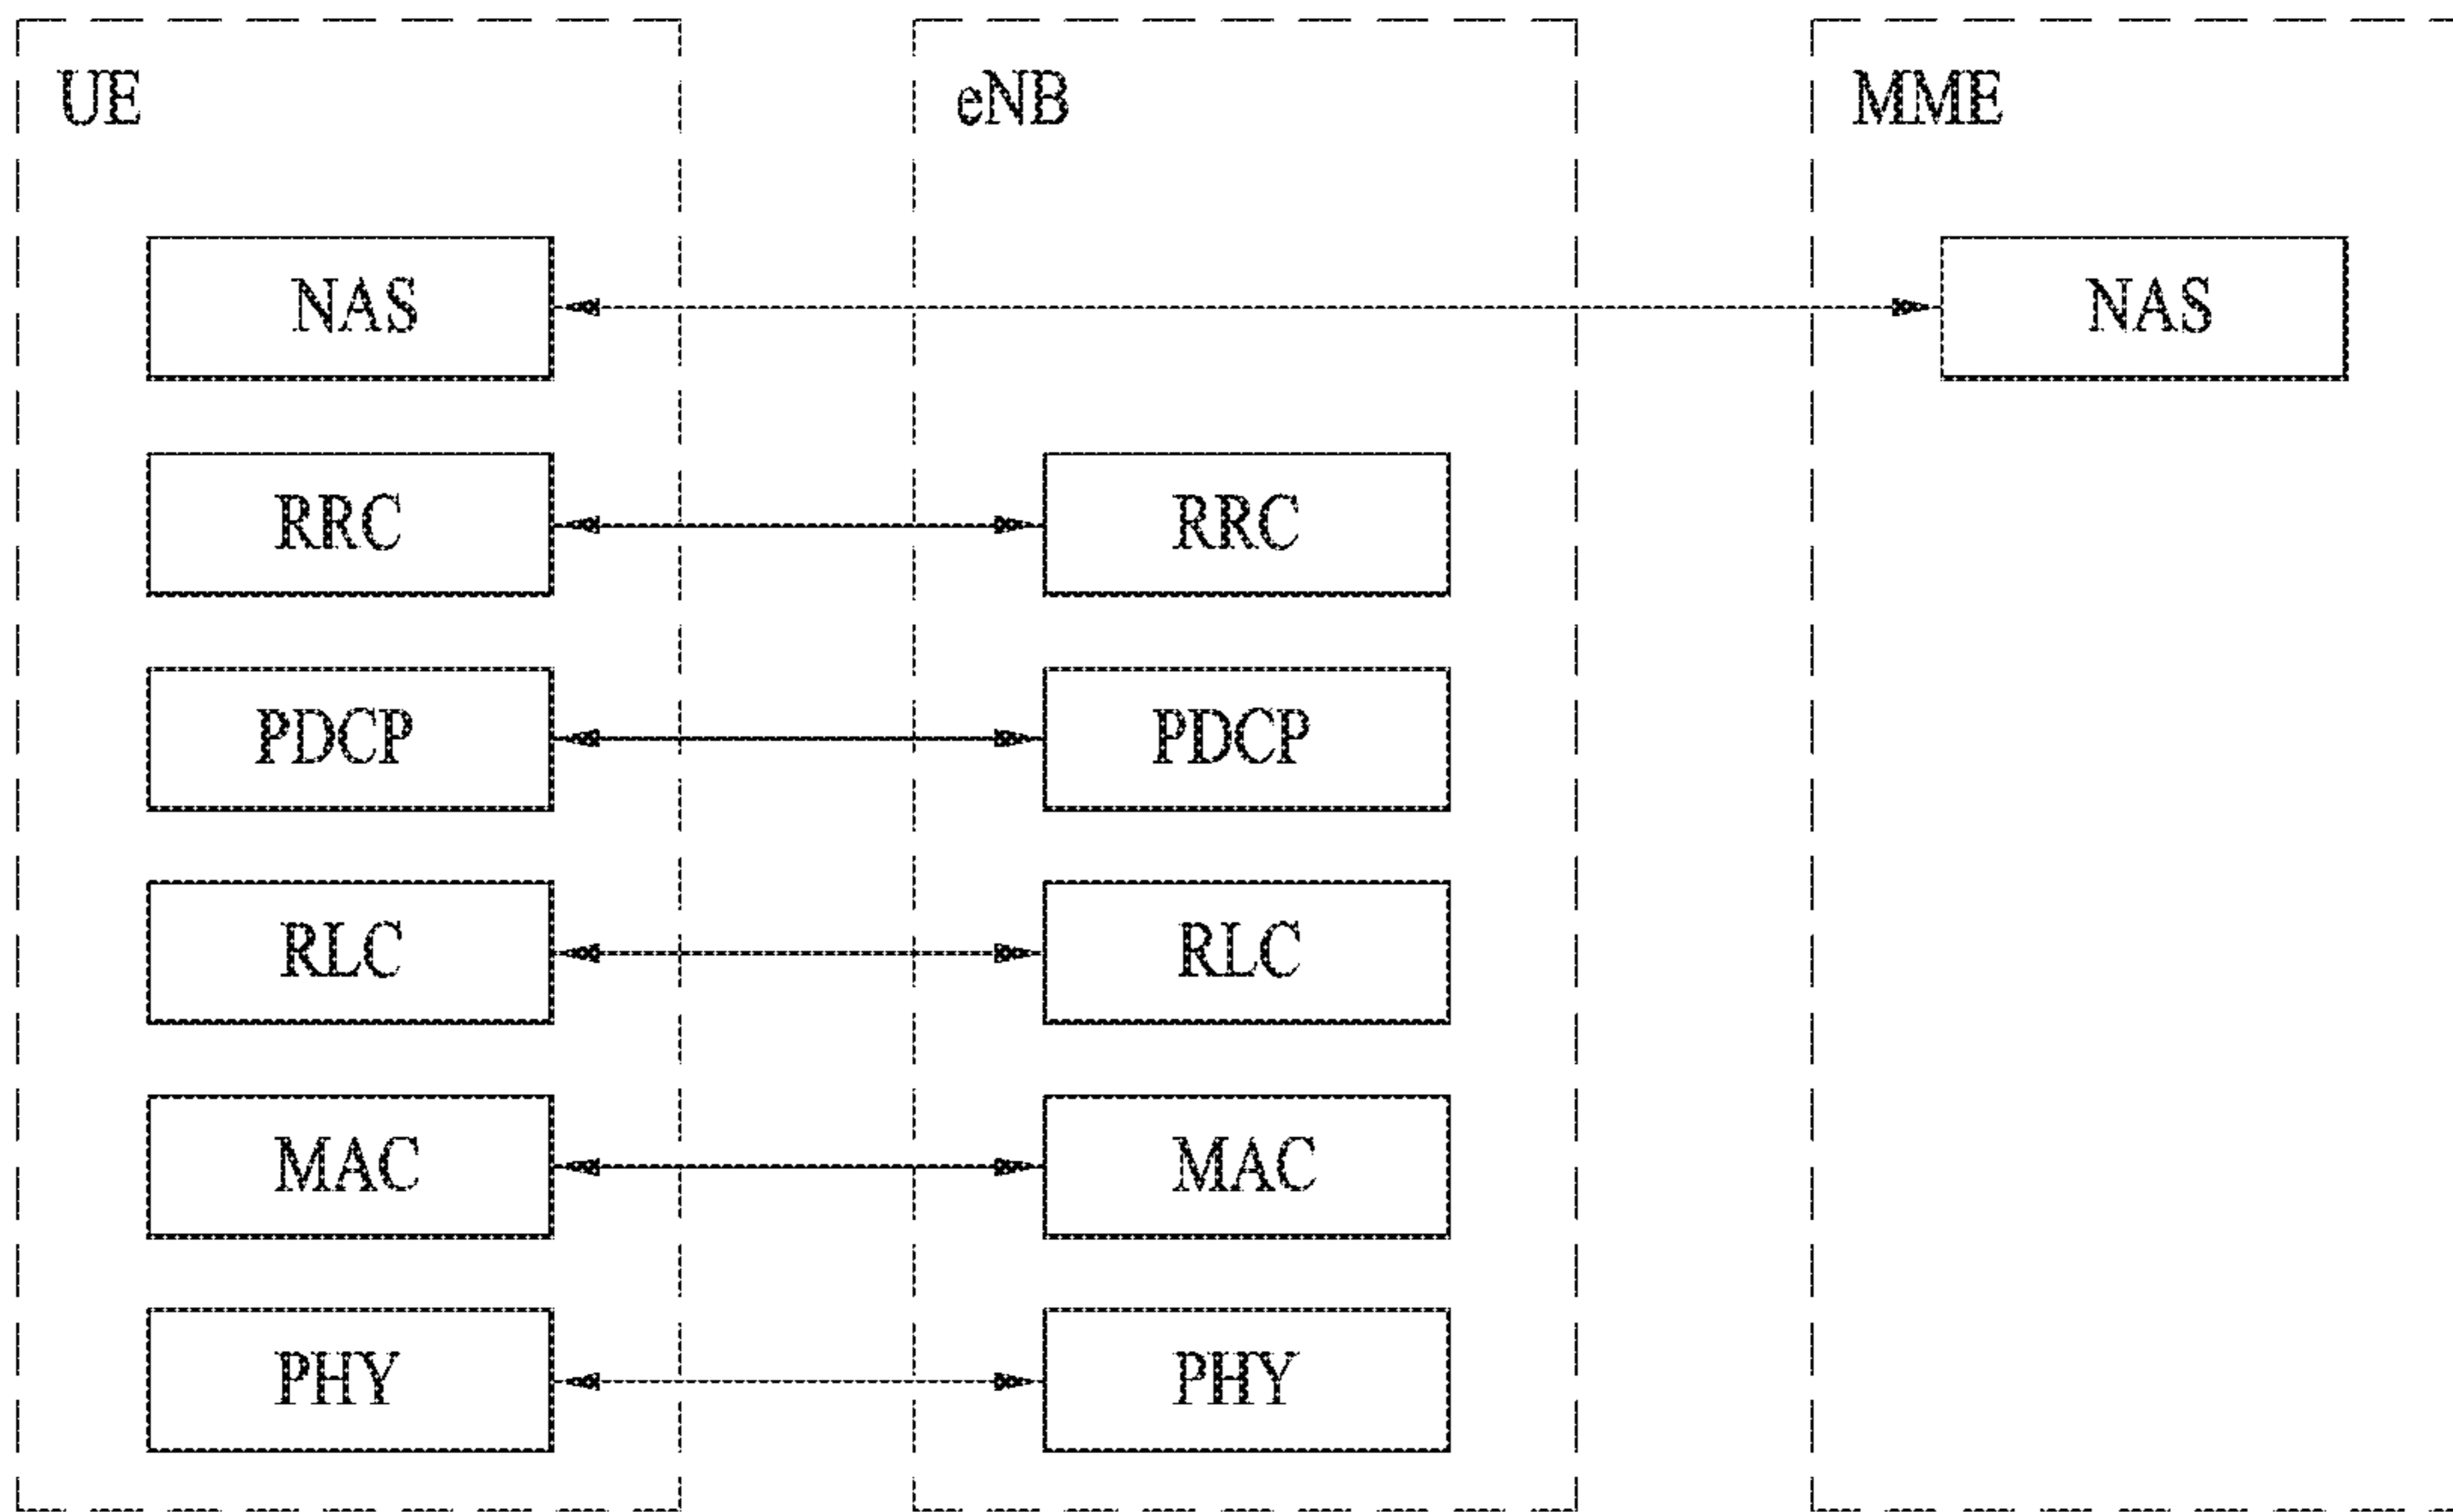 UE eNB MME
NAS NAS
RRC RRC
PDCP PDCP
RLC RLC
MAC MAC
PHY PHY